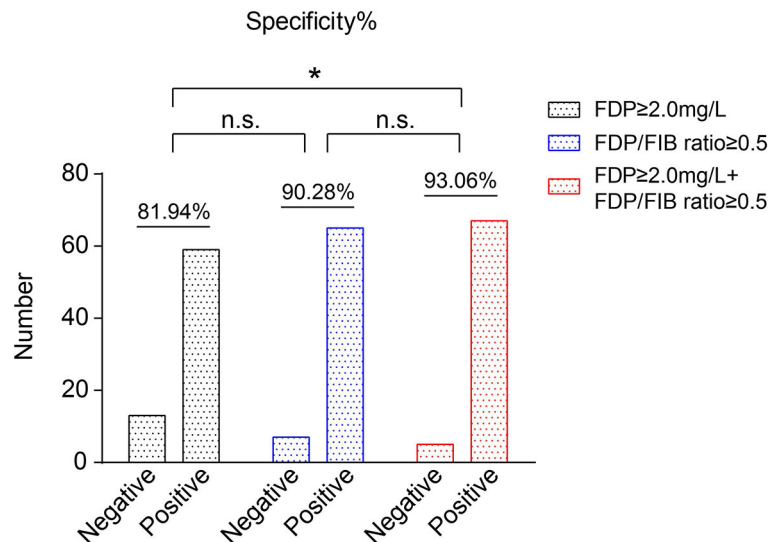 Specificity%
*
n.s.
n.s.
FDP≥2.0mg/L
FDP/FIB ratio≥0.5
FDP≥2.0mg/L+
FDP/FIB ratio≥0.5
81.94%
90.28%
93.06%
Number
80
60
40
20
0
Negative
Positive
Negative
Positive
Negative
Positive